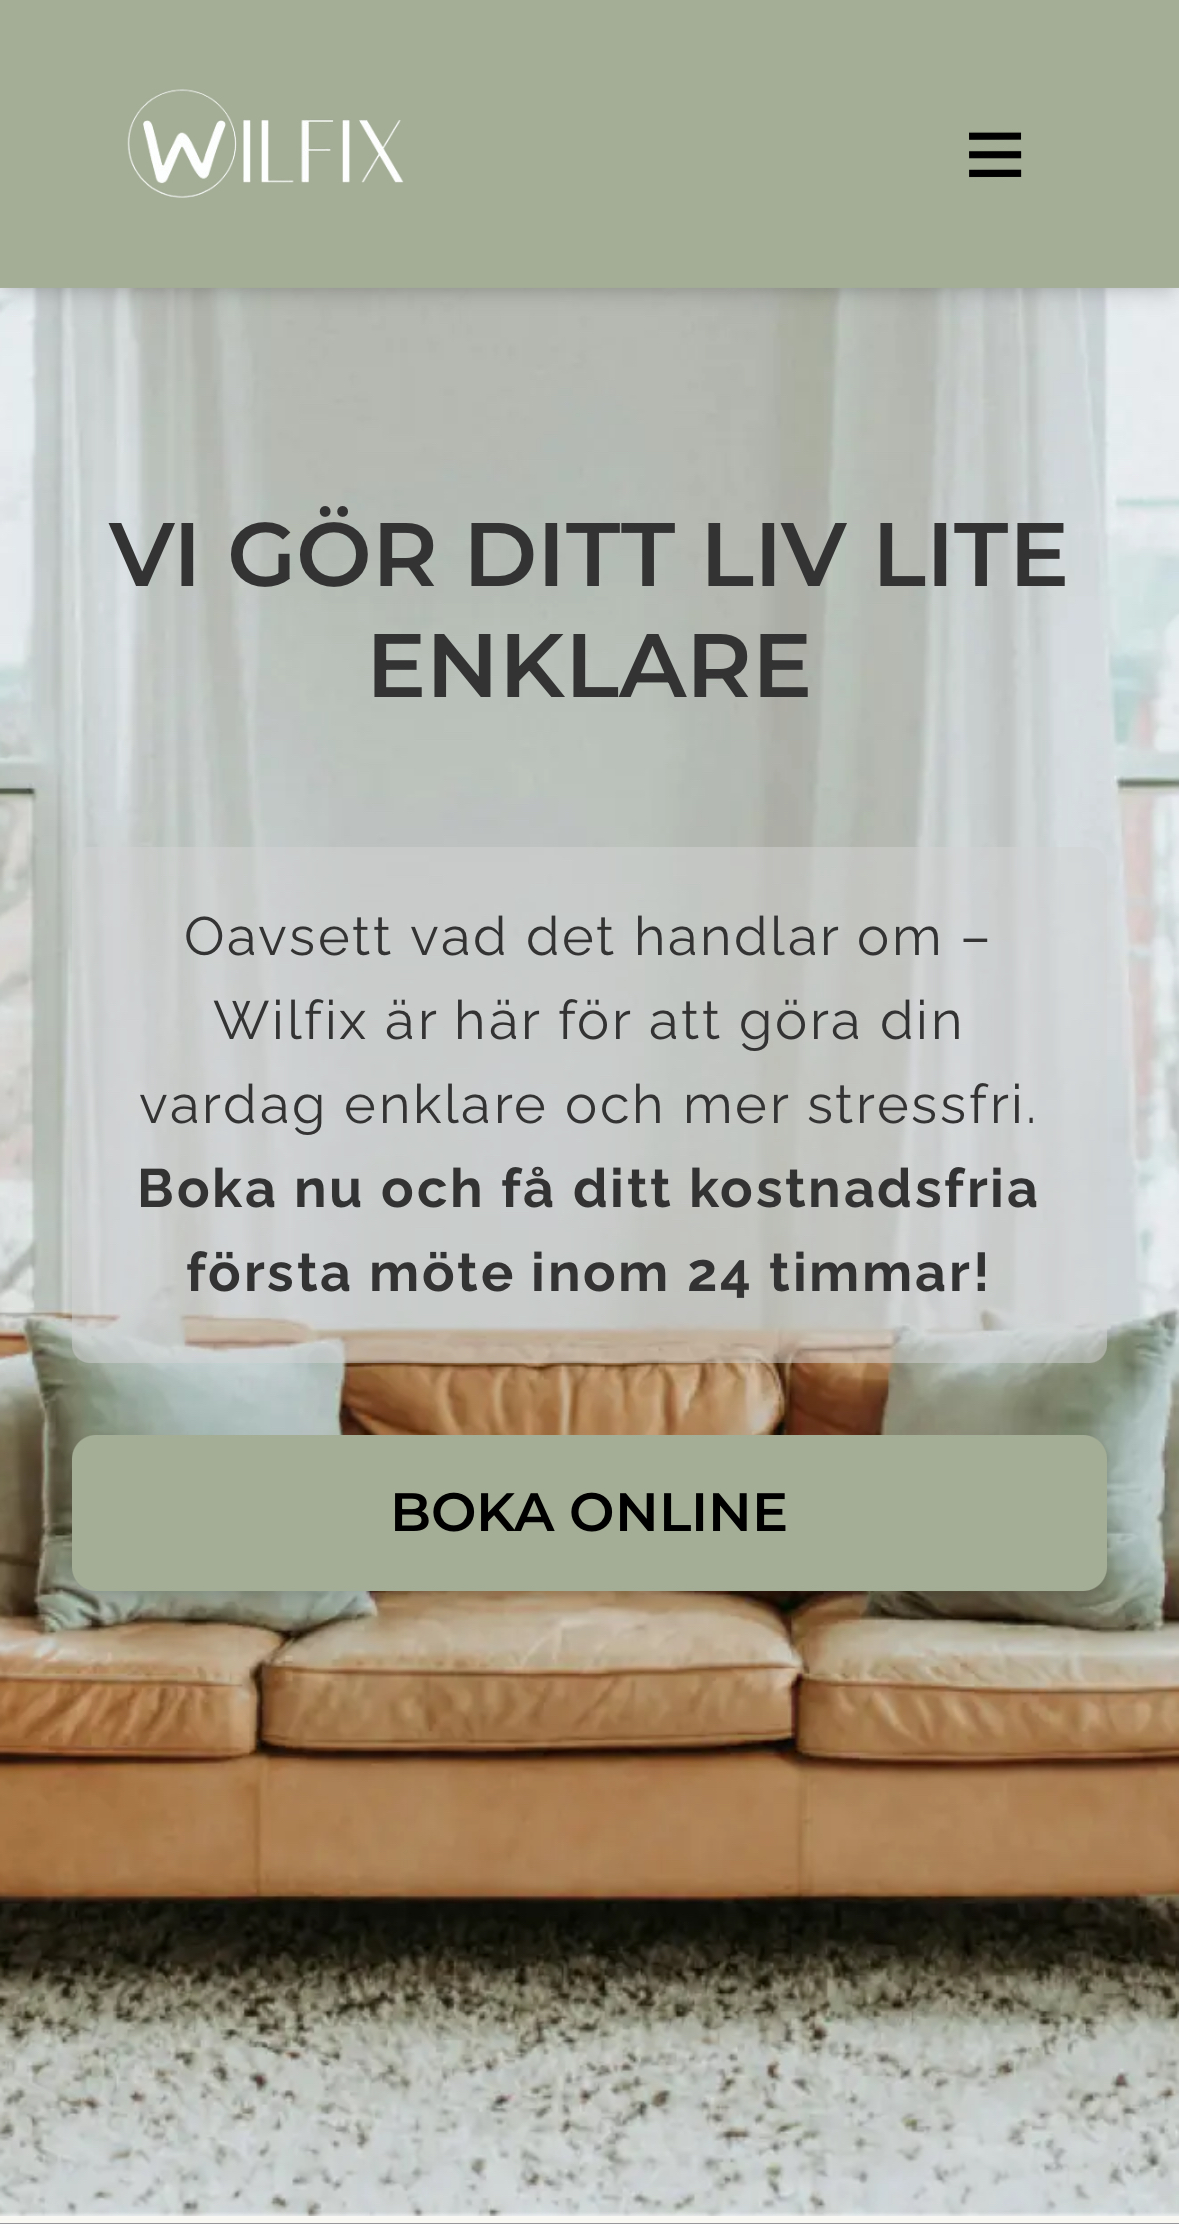 WILFIX
VI GÖR DITT LIV LITE
ENKLARE
Oavsett vad det handlar om –
Wilfix är här för att göra din
vardag enklare och mer stressfri.
Boka nu och få ditt kostnadsfria
första möte inom 24 timmar!
BOKA ONLINE